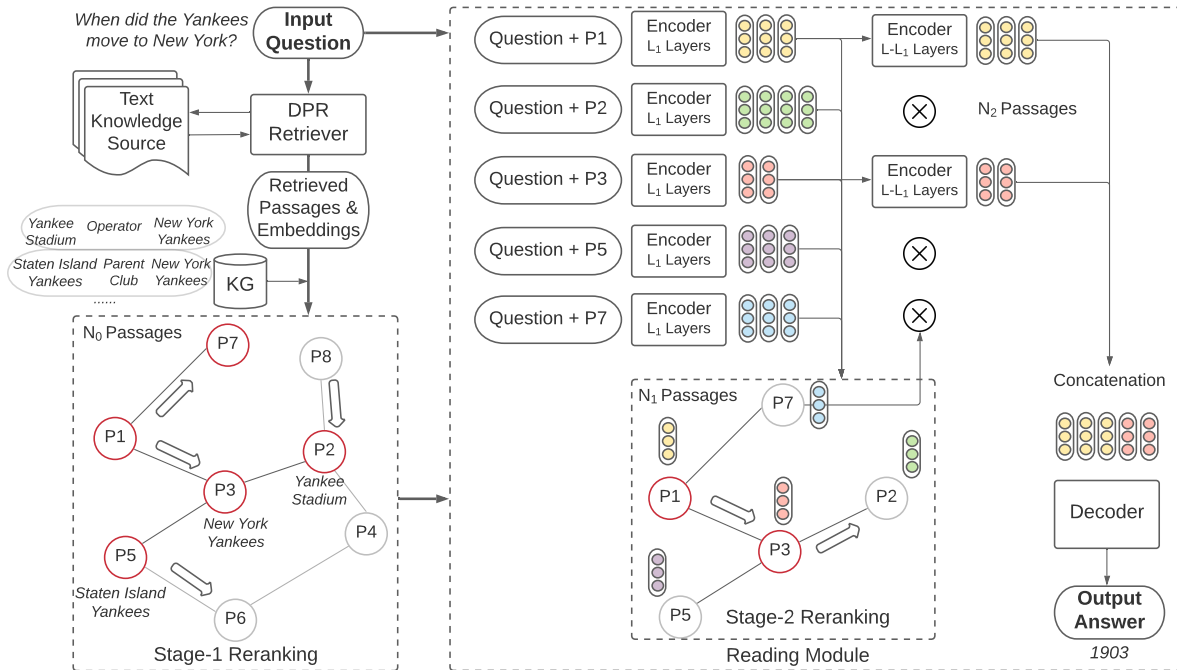 When did the Yankees
move to New York?
Input
Question
Text
Knowledge
Source
DPR
Retriever
Retrieved
Passages &
Embeddings
Yankee
Stadium
Operator
New York
Yankees
Staten Island
Yankees
Parent
Club
New York
Yankees
......
KG
N₀ Passages
P7
P8
P1
P2
Yankee
Stadium
P3
New York
Yankees
P4
P5
Staten Island
Yankees
P6
Stage-1 Reranking
Question + P1
Encoder
L₁ Layers
Encoder
L-L₁ Layers
Question + P2
Encoder
L₁ Layers
N₂ Passages
Question + P3
Encoder
L₁ Layers
Encoder
L-L₁ Layers
Question + P5
Encoder
L₁ Layers
Question + P7
Encoder
L₁ Layers
N₁ Passages
P7
P1
P2
P3
P5
Stage-2 Reranking
Reading Module
Concatenation
Decoder
Output
Answer
1903